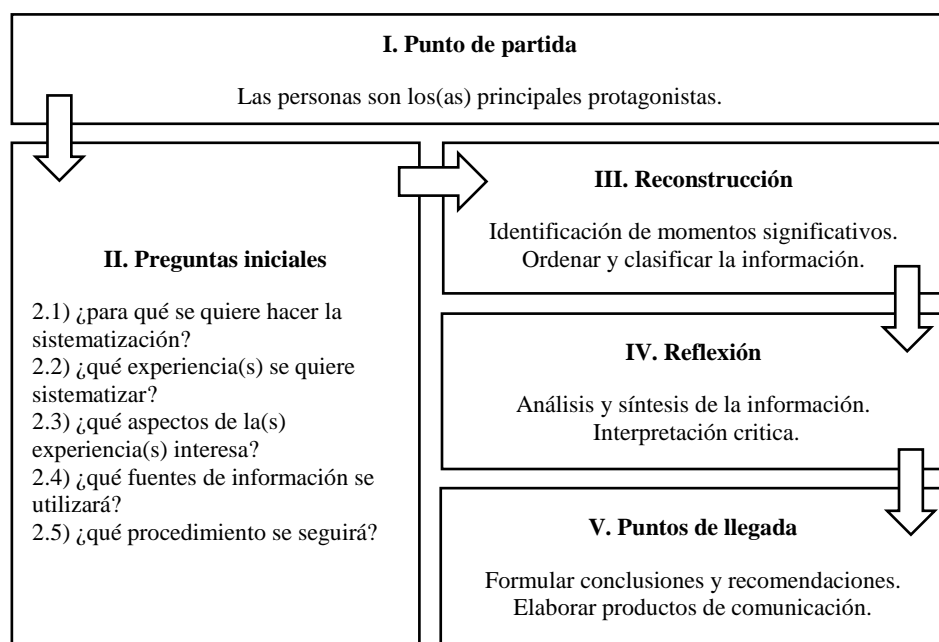 I. Punto de partida
Las personas son los(as) principales protagonistas.
II. Preguntas iniciales
2.1) ¿para qué se quiere hacer la
sistematización?
2.2) ¿qué experiencia(s) se quiere
sistematizar?
2.3) ¿qué aspectos de la(s)
experiencia(s) interesa?
2.4) ¿qué fuentes de información se
utilizará?
2.5) ¿qué procedimiento se seguirá?
III. Reconstrucción
Identificación de momentos significativos.
Ordenar y clasificar la información.
IV. Reflexión
Análisis y síntesis de la información.
Interpretación critica.
V. Puntos de llegada
Formular conclusiones y recomendaciones.
Elaborar productos de comunicación.